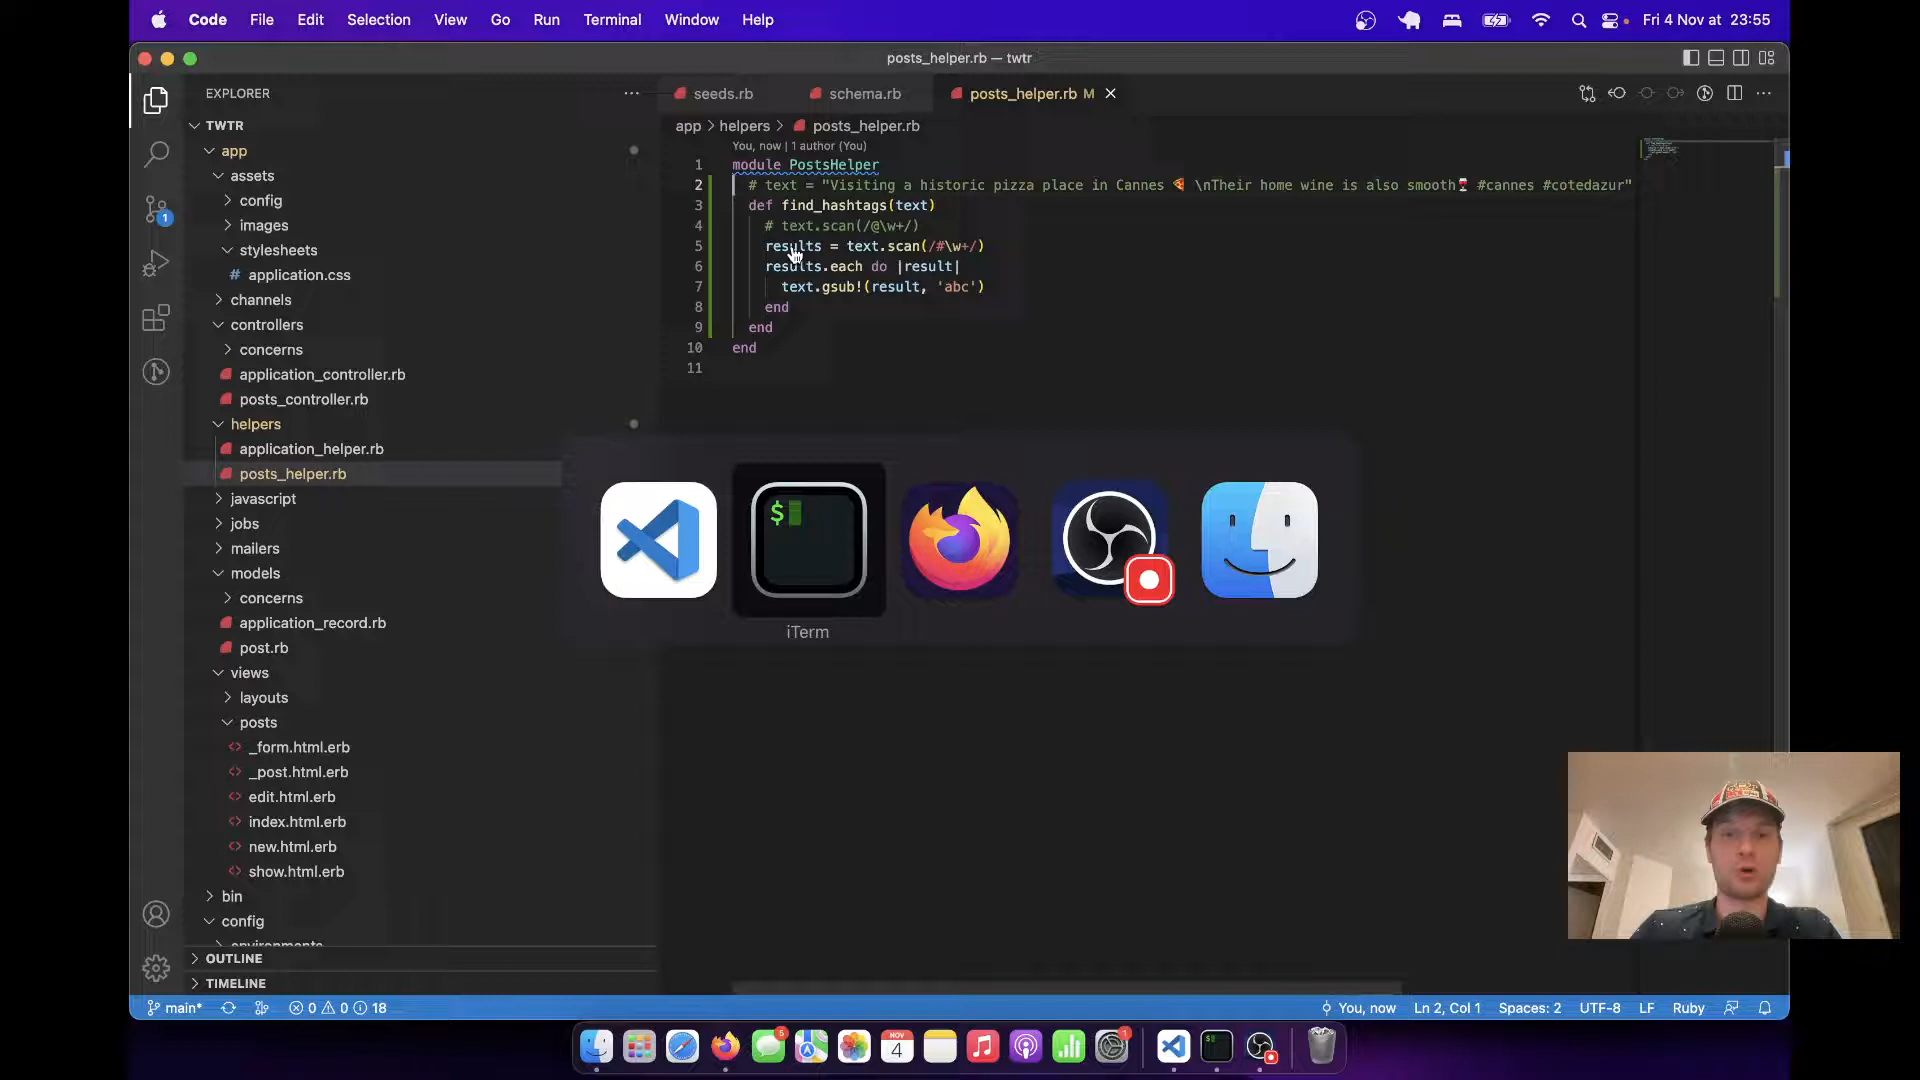 Code File Edit Selection View Go Run Terminal Window Help Fri 4 Nov at 23:55
posts_helper.rb — twtr
EXPLORER
seeds.rb schema.rb posts_helper.rb M
TWTR
app
assets
config
images
stylesheets
# application.css
channels
controllers
concerns
application_controller.rb
posts_controller.rb
helpers
application_helper.rb
posts_helper.rb
javascript
jobs
mailers
models
concerns
application_record.rb
post.rb
views
layouts
posts
_form.html.erb
_post.html.erb
edit.html.erb
index.html.erb
new.html.erb
show.html.erb
bin
config
environments
OUTLINE
TIMELINE
1
app > helpers > posts_helper.rb
You, now | 1 author (You)
1 module PostsHelper
2 # text = "Visiting a historic pizza place in Cannes 🍕 \nTheir home wine is also smooth🍷 #cannes #cotedazur"
3 def find_hashtags(text)
4 # text.scan(/@\w+/)
5 results = text.scan(/#\w+/)
6 results.each do |result|
7 text.gsub!(result, 'abc')
8 end
9 end
10 end
11
$
iTerm
main* 0 0 18 You, now Ln 2, Col 1 Spaces: 2 UTF-8 LF Ruby
5
NOV
4
1
$